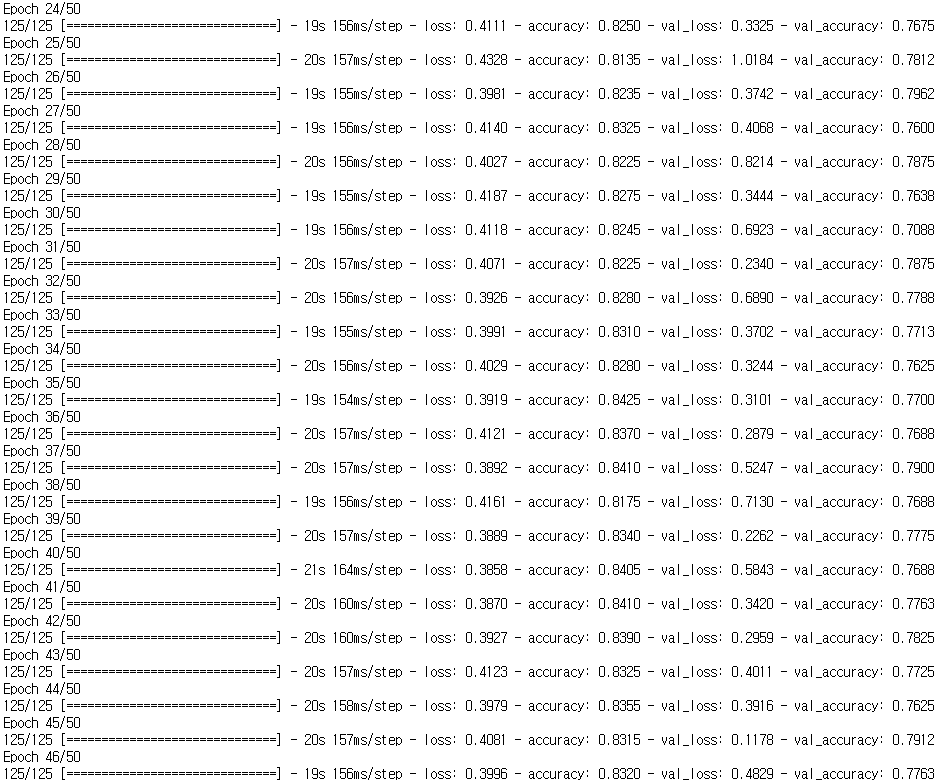 Epoch 24/50
125/125 [==============================] - 19s 156ms/step - loss: 0.4111 - accuracy: 0.8250 - val_loss: 0.3325 - val_accuracy: 0.7675
Epoch 25/50
125/125 [==============================] - 20s 157ms/step - loss: 0.4328 - accuracy: 0.8135 - val_loss: 1.0184 - val_accuracy: 0.7812
Epoch 26/50
125/125 [==============================] - 19s 155ms/step - loss: 0.3981 - accuracy: 0.8235 - val_loss: 0.3742 - val_accuracy: 0.7962
Epoch 27/50
125/125 [==============================] - 19s 156ms/step - loss: 0.4140 - accuracy: 0.8325 - val_loss: 0.4068 - val_accuracy: 0.7600
Epoch 28/50
125/125 [==============================] - 20s 156ms/step - loss: 0.4027 - accuracy: 0.8225 - val_loss: 0.8214 - val_accuracy: 0.7875
Epoch 29/50
125/125 [==============================] - 19s 155ms/step - loss: 0.4187 - accuracy: 0.8275 - val_loss: 0.3444 - val_accuracy: 0.7638
Epoch 30/50
125/125 [==============================] - 19s 156ms/step - loss: 0.4118 - accuracy: 0.8245 - val_loss: 0.6923 - val_accuracy: 0.7088
Epoch 31/50
125/125 [==============================] - 20s 157ms/step - loss: 0.4071 - accuracy: 0.8225 - val_loss: 0.2340 - val_accuracy: 0.7875
Epoch 32/50
125/125 [==============================] - 20s 156ms/step - loss: 0.3926 - accuracy: 0.8280 - val_loss: 0.6890 - val_accuracy: 0.7788
Epoch 33/50
125/125 [==============================] - 19s 155ms/step - loss: 0.3991 - accuracy: 0.8310 - val_loss: 0.3702 - val_accuracy: 0.7713
Epoch 34/50
125/125 [==============================] - 20s 156ms/step - loss: 0.4029 - accuracy: 0.8280 - val_loss: 0.3244 - val_accuracy: 0.7625
Epoch 35/50
125/125 [==============================] - 19s 154ms/step - loss: 0.3919 - accuracy: 0.8425 - val_loss: 0.3101 - val_accuracy: 0.7700
Epoch 36/50
125/125 [==============================] - 20s 157ms/step - loss: 0.4121 - accuracy: 0.8370 - val_loss: 0.2879 - val_accuracy: 0.7688
Epoch 37/50
125/125 [==============================] - 20s 157ms/step - loss: 0.3892 - accuracy: 0.8410 - val_loss: 0.5247 - val_accuracy: 0.7900
Epoch 38/50
125/125 [==============================] - 19s 156ms/step - loss: 0.4161 - accuracy: 0.8175 - val_loss: 0.7130 - val_accuracy: 0.7688
Epoch 39/50
125/125 [==============================] - 20s 157ms/step - loss: 0.3889 - accuracy: 0.8340 - val_loss: 0.2262 - val_accuracy: 0.7775
Epoch 40/50
125/125 [==============================] - 21s 164ms/step - loss: 0.3858 - accuracy: 0.8405 - val_loss: 0.5843 - val_accuracy: 0.7688
Epoch 41/50
125/125 [==============================] - 20s 160ms/step - loss: 0.3870 - accuracy: 0.8410 - val_loss: 0.3420 - val_accuracy: 0.7763
Epoch 42/50
125/125 [==============================] - 20s 160ms/step - loss: 0.3927 - accuracy: 0.8390 - val_loss: 0.2959 - val_accuracy: 0.7825
Epoch 43/50
125/125 [==============================] - 20s 157ms/step - loss: 0.4123 - accuracy: 0.8325 - val_loss: 0.4011 - val_accuracy: 0.7725
Epoch 44/50
125/125 [==============================] - 20s 158ms/step - loss: 0.3979 - accuracy: 0.8355 - val_loss: 0.3916 - val_accuracy: 0.7625
Epoch 45/50
125/125 [==============================] - 20s 157ms/step - loss: 0.4081 - accuracy: 0.8315 - val_loss: 0.1178 - val_accuracy: 0.7912
Epoch 46/50
125/125 [==============================] - 19s 156ms/step - loss: 0.3996 - accuracy: 0.8320 - val_loss: 0.4829 - val_accuracy: 0.7763